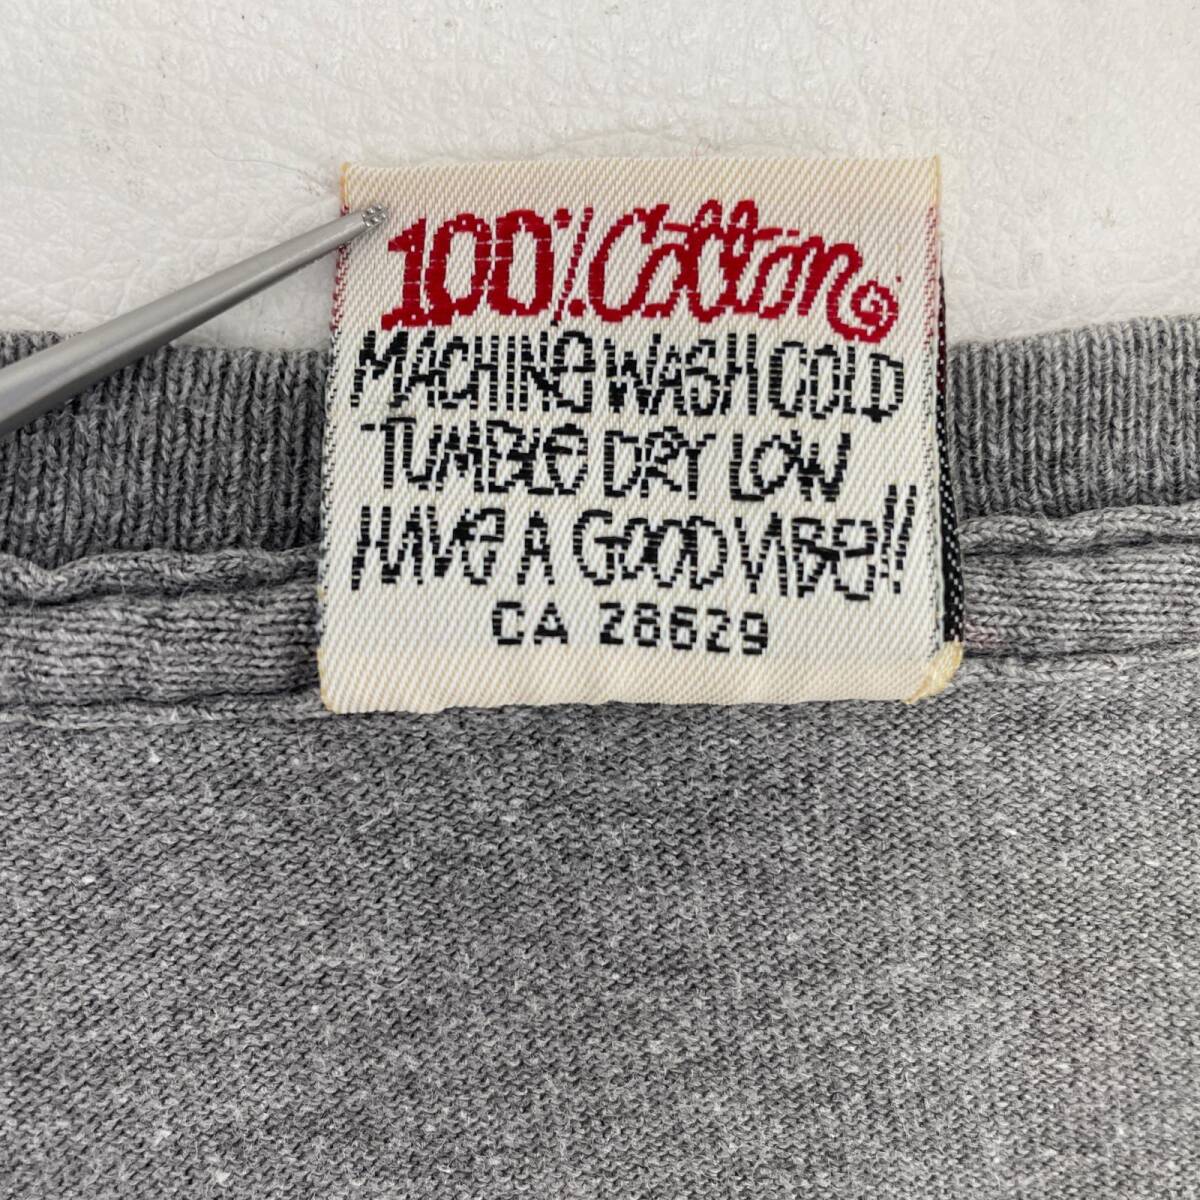 100% Cotton
MACHINE WASH COLD
TUMBLE DRY LOW
HAVE A GOOD VIBE!!
CA 28629